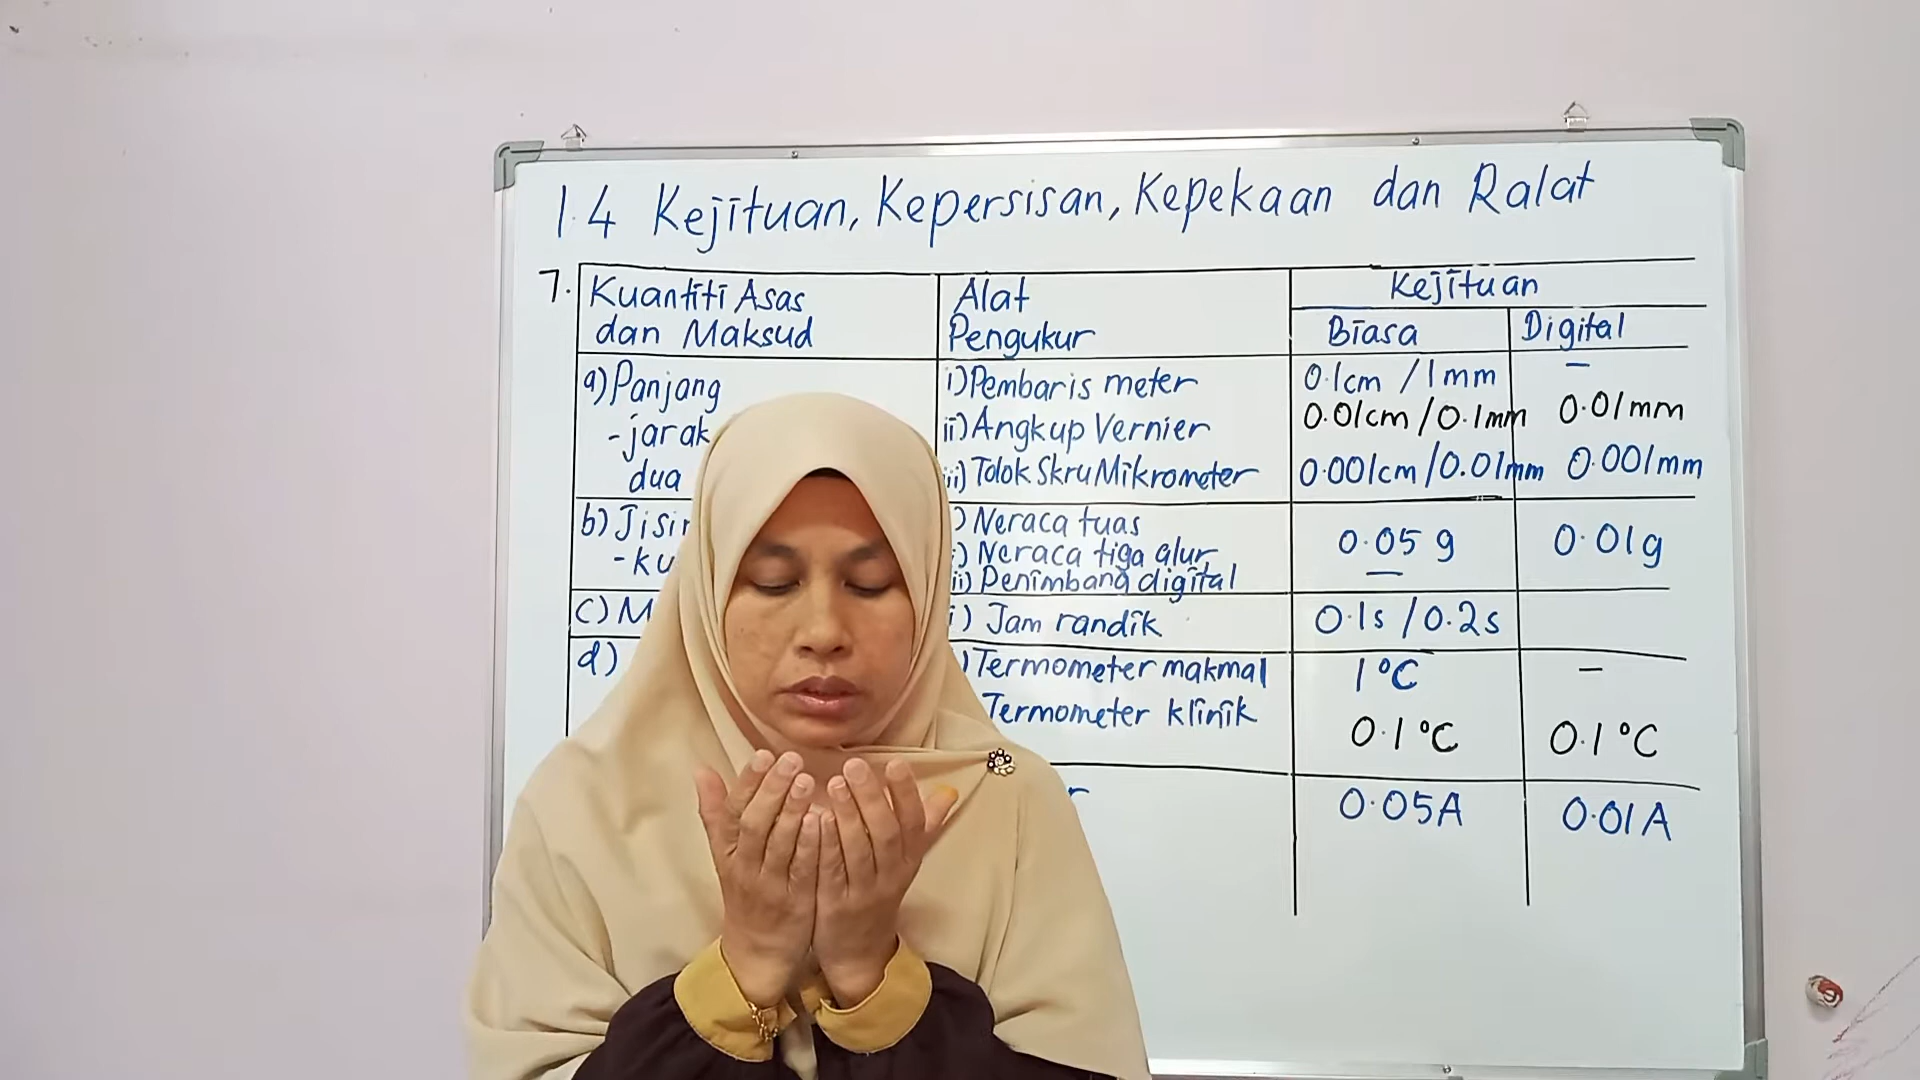 1.4 Kejituan, Kepersisan, Kepekaan dan Ralat
7. Kuantiti Asas dan Maksud
Alat Pengukur
Kejituan
Biasa
Digital
a) Panjang
- jarak
dua
i) Pembaris meter
0.1cm / 1mm
-
ii) Angkup Vernier
0.01cm / 0.1mm
0.01mm
iii) Tolok Skru Mikrometer
0.001cm / 0.01mm
0.001mm
b)
-
) Neraca tuas
i) Neraca tiga alur
ii) Penimbang digital
0.05 g
0.01g
c) M
i) Jam randik
0.1s / 0.2s
d)
) Termometer makmal
1°C
-
Termometer klinik
0.1°C
0.1°C
r
0.05A
0.01A